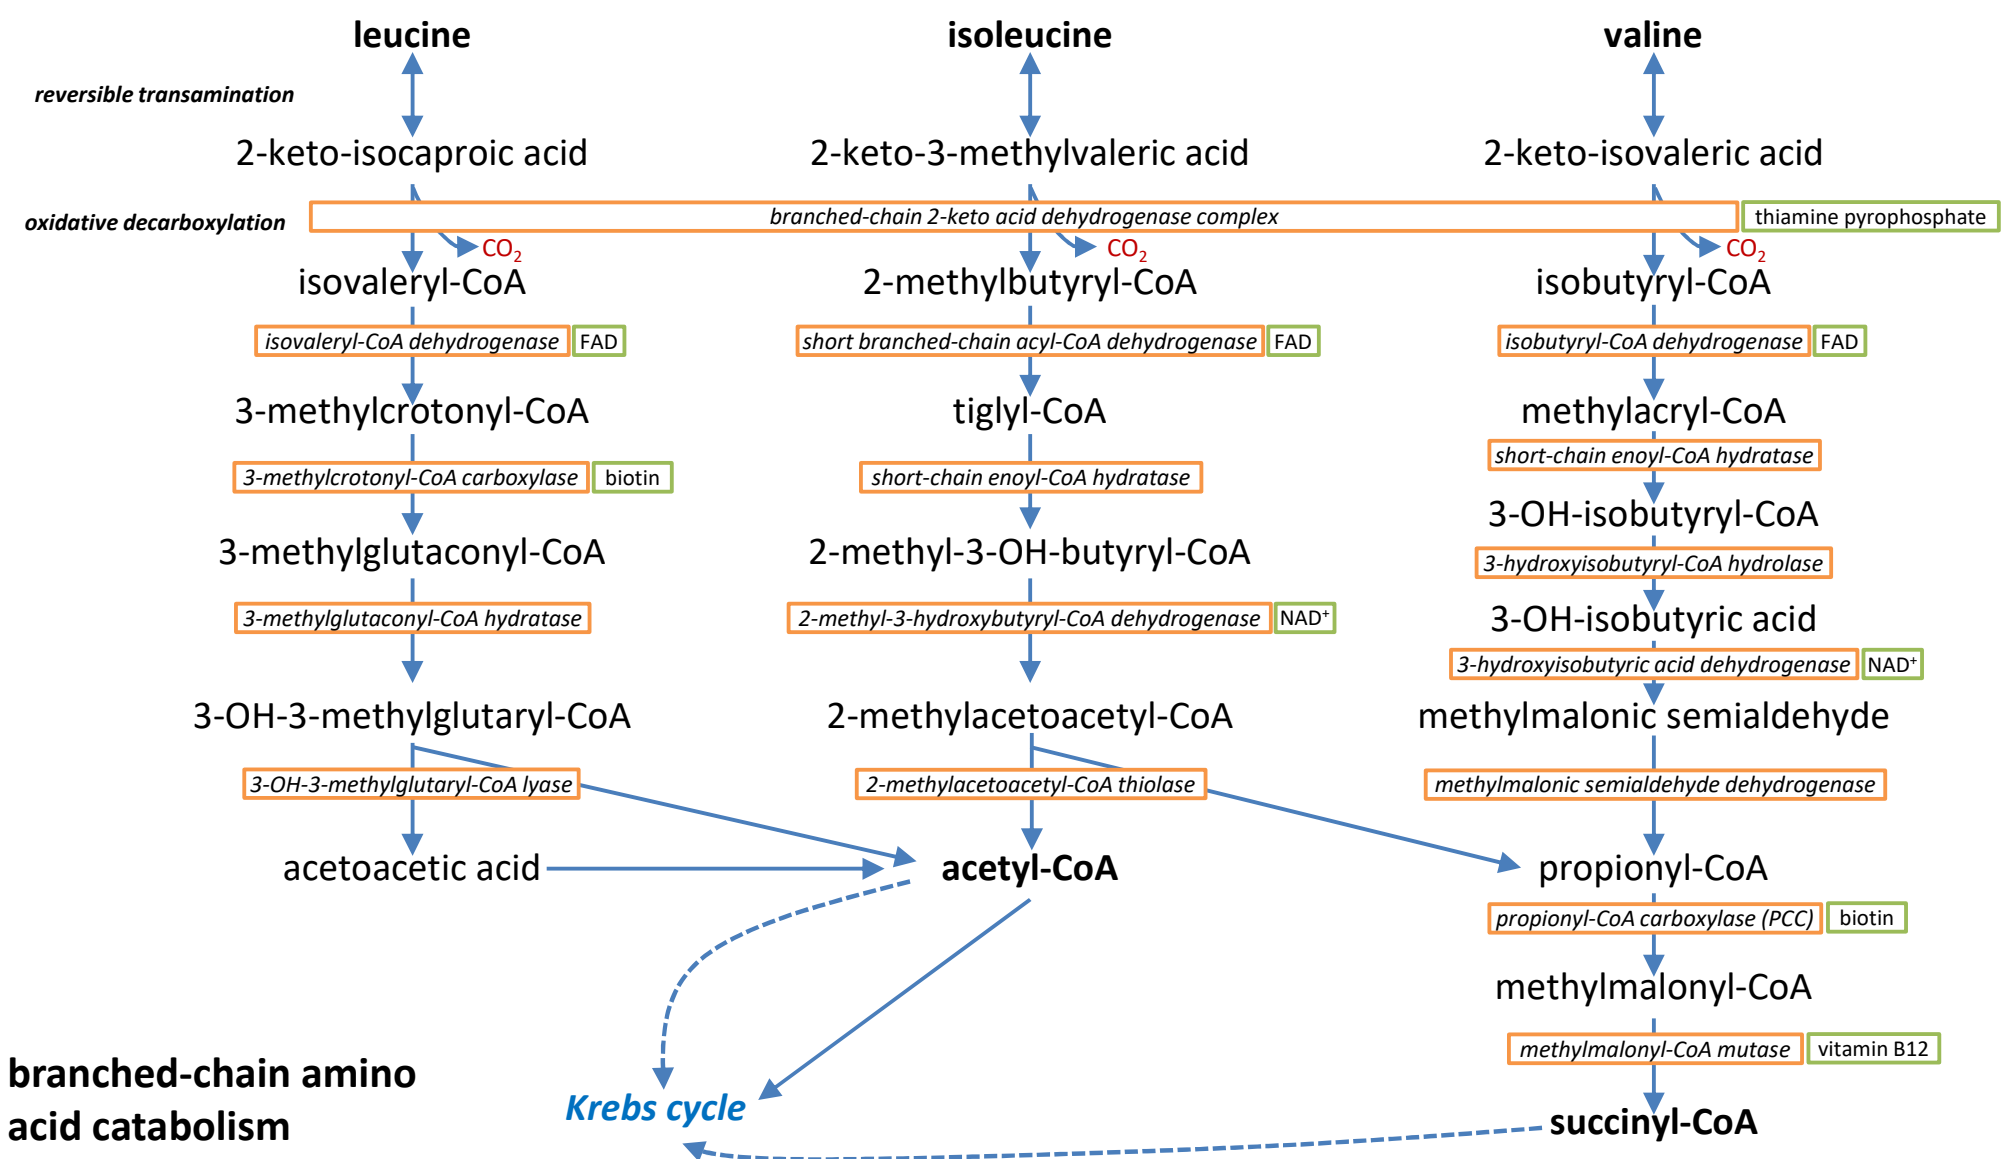 leucine
isoleucine
valine
reversible transamination
2-keto-isocaproic acid
2-keto-3-methylvaleric acid
2-keto-isovaleric acid
oxidative decarboxylation
branched-chain 2-keto acid dehydrogenase complex
thiamine pyrophosphate
CO₂
CO₂
CO₂
isovaleryl-CoA
2-methylbutyryl-CoA
isobutyryl-CoA
isovaleryl-CoA dehydrogenase
FAD
short branched-chain acyl-CoA dehydrogenase
FAD
isobutyryl-CoA dehydrogenase
FAD
3-methylcrotonyl-CoA
tiglyl-CoA
methylacryl-CoA
3-methylcrotonyl-CoA carboxylase
biotin
short-chain enoyl-CoA hydratase
short-chain enoyl-CoA hydratase
3-OH-isobutyryl-CoA
3-methylglutaconyl-CoA
2-methyl-3-OH-butyryl-CoA
3-hydroxyisobutyryl-CoA hydrolase
3-methylglutaconyl-CoA hydratase
2-methyl-3-hydroxybutyryl-CoA dehydrogenase
NAD⁺
3-OH-isobutyric acid
3-hydroxyisobutyric acid dehydrogenase
NAD⁺
3-OH-3-methylglutaryl-CoA
2-methylacetoacetyl-CoA
methylmalonic semialdehyde
3-OH-3-methylglutaryl-CoA lyase
2-methylacetoacetyl-CoA thiolase
methylmalonic semialdehyde dehydrogenase
acetoacetic acid
acetyl-CoA
propionyl-CoA
propionyl-CoA carboxylase (PCC)
biotin
methylmalonyl-CoA
methylmalonyl-CoA mutase
vitamin B12
branched-chain amino
acid catabolism
Krebs cycle
succinyl-CoA